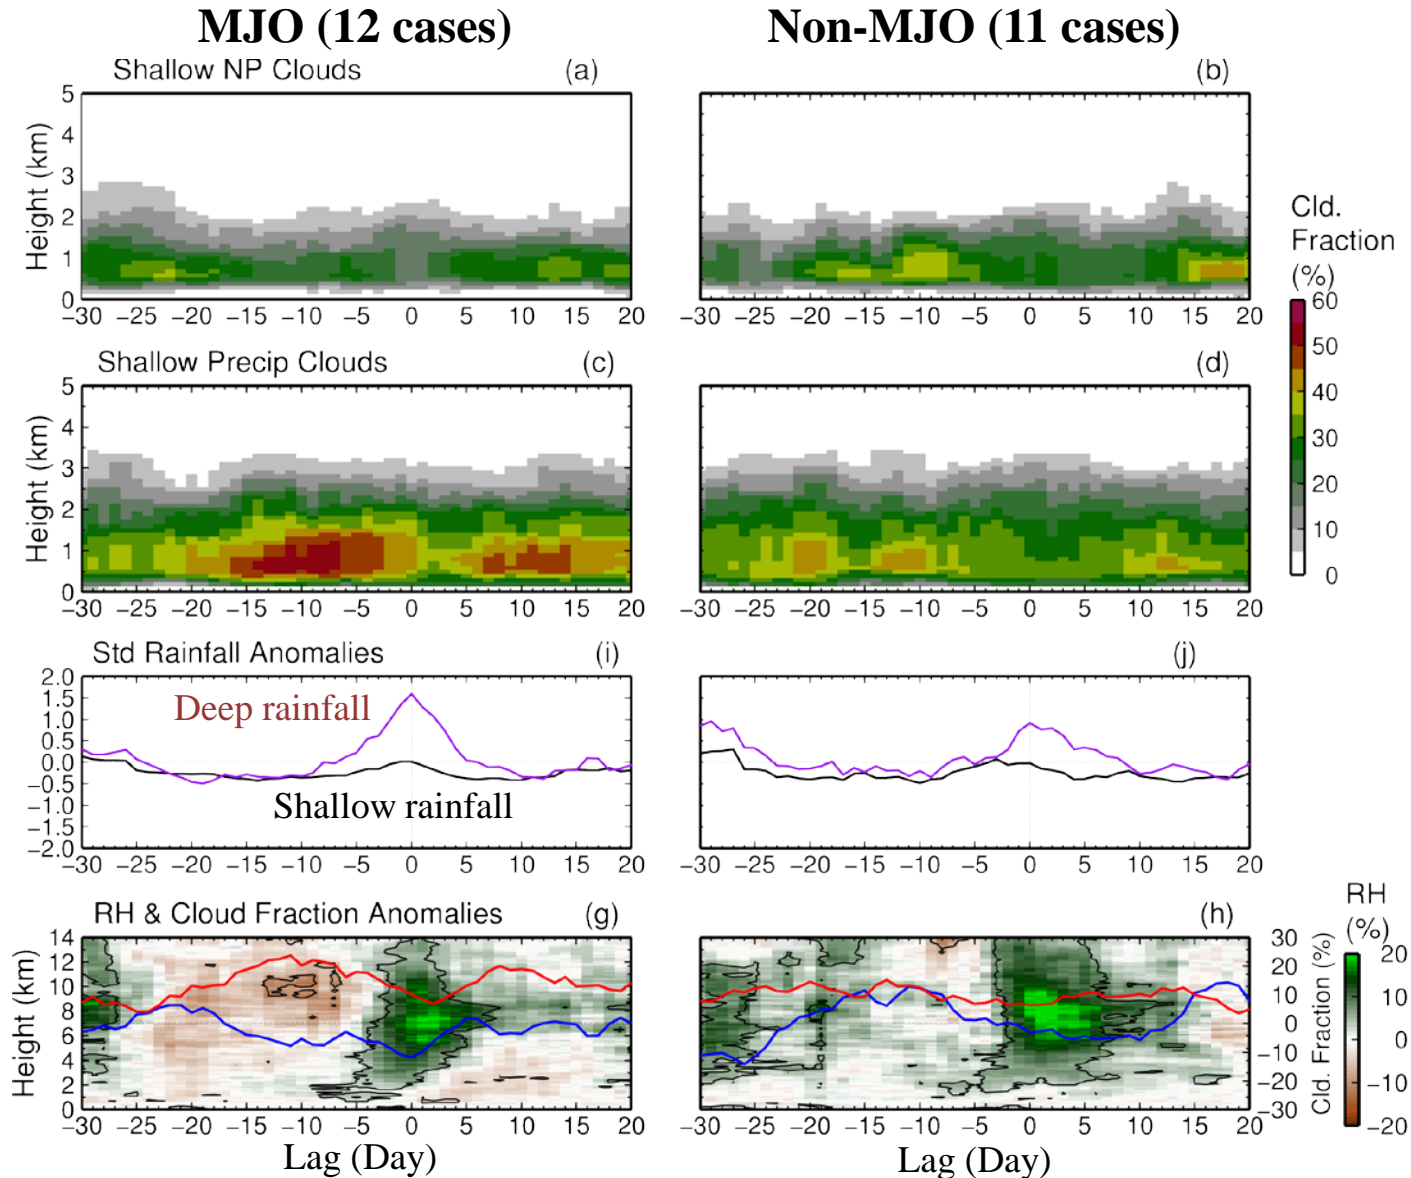 MJO (12 cases)
Non-MJO (11 cases)
Shallow NP Clouds (a)
(b)
Height (km)
5
4
3
2
1
0
−30 −25 −20 −15 −10 −5 0 5 10 15 20
−30 −25 −20 −15 −10 −5 0 5 10 15 20
Cld.
Fraction
(%)
60
50
40
30
20
10
0
Shallow Precip Clouds (c)
(d)
Height (km)
5
4
3
2
1
0
−30 −25 −20 −15 −10 −5 0 5 10 15 20
−30 −25 −20 −15 −10 −5 0 5 10 15 20
Std Rainfall Anomalies (i)
(j)
2.0
1.5
1.0
0.5
0.0
−0.5
−1.0
−1.5
−2.0
Deep rainfall
Shallow rainfall
−30 −25 −20 −15 −10 −5 0 5 10 15 20
−30 −25 −20 −15 −10 −5 0 5 10 15 20
RH & Cloud Fraction Anomalies (g)
(h)
Height (km)
14
12
10
8
6
4
2
0
−30 −25 −20 −15 −10 −5 0 5 10 15 20
−30 −25 −20 −15 −10 −5 0 5 10 15 20
30
20
10
0
−10
−20
−30
Cld. Fraction (%)
RH
(%)
20
10
0
−10
−20
Lag (Day)
Lag (Day)